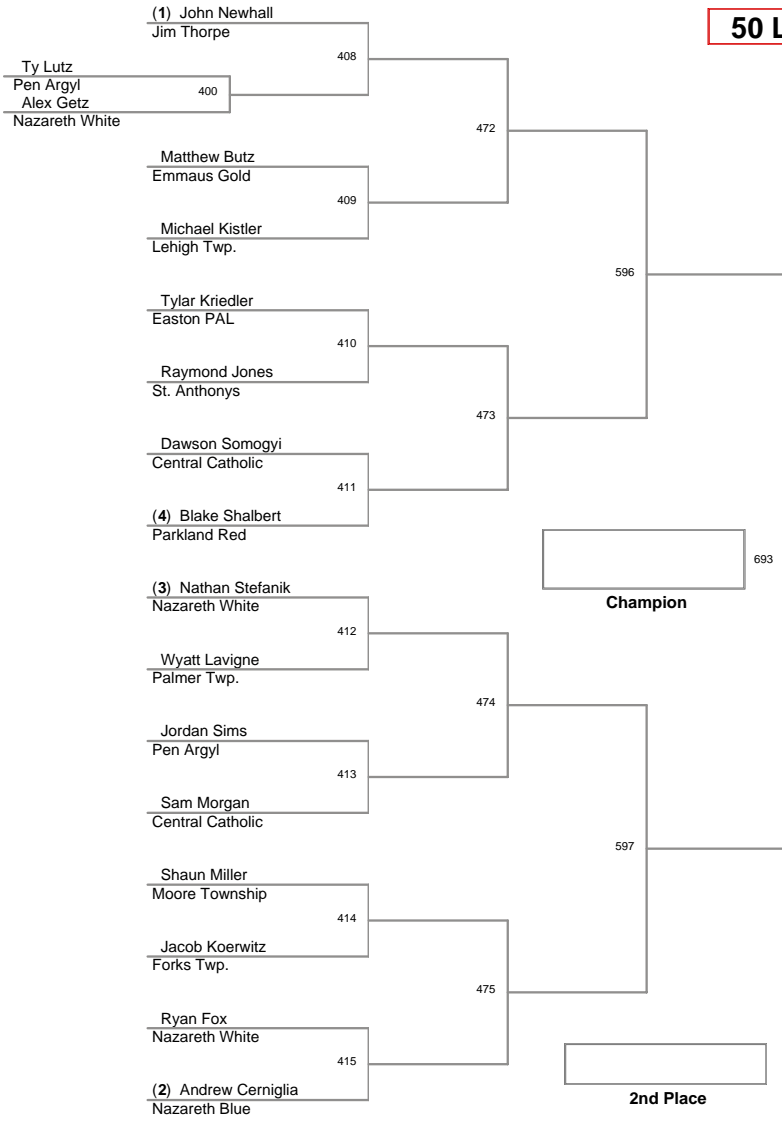 (1) John Newhall
Jim Thorpe
50 L
408
Ty Lutz
Pen Argyl
400
Alex Getz
Nazareth White
472
Matthew Butz
Emmaus Gold
409
Michael Kistler
Lehigh Twp.
596
Tylar Kriedler
Easton PAL
410
Raymond Jones
St. Anthonys
473
Dawson Somogyi
Central Catholic
411
(4) Blake Shalbert
Parkland Red
693
Champion
(3) Nathan Stefanik
Nazareth White
412
Wyatt Lavigne
Palmer Twp.
474
Jordan Sims
Pen Argyl
413
Sam Morgan
Central Catholic
597
Shaun Miller
Moore Township
414
Jacob Koerwitz
Forks Twp.
475
Ryan Fox
Nazareth White
415
(2) Andrew Cerniglia
Nazareth Blue
2nd Place